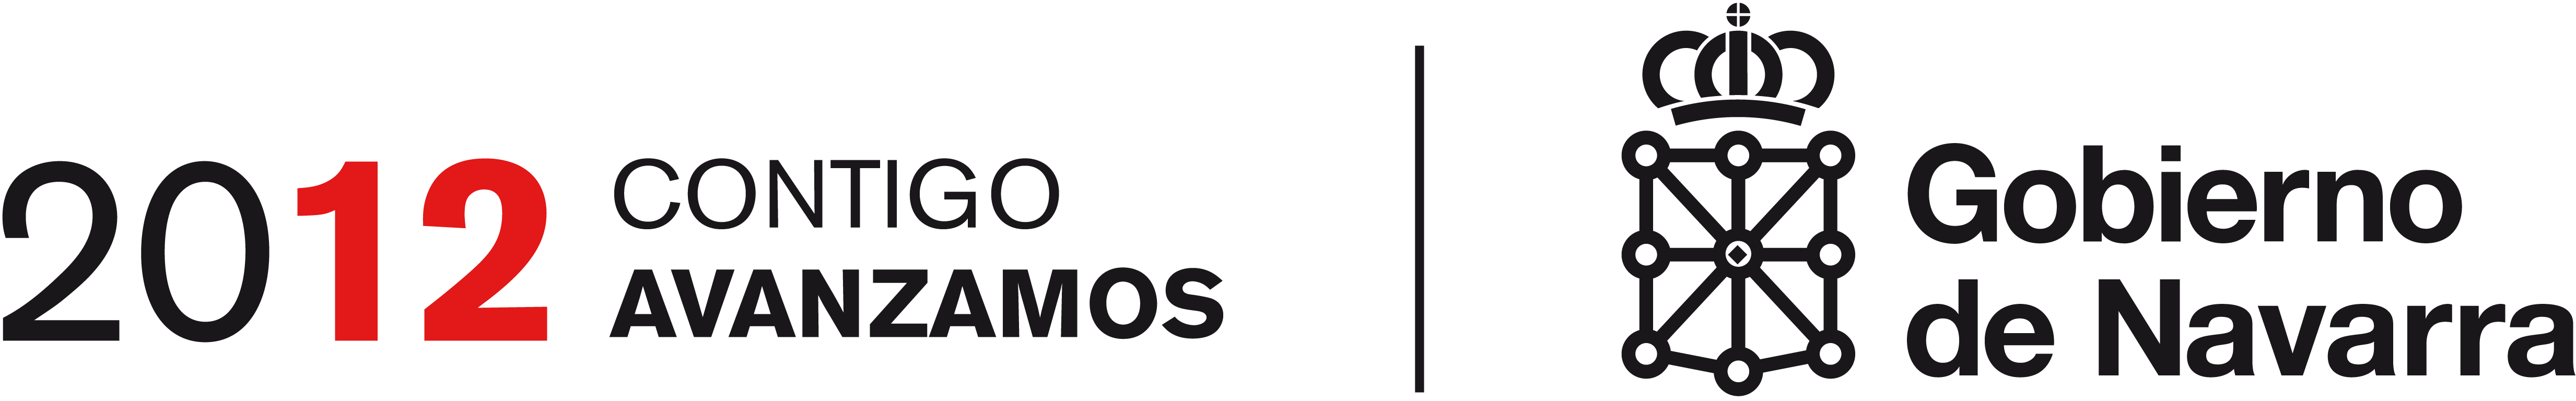 2012
CONTIGO
AVANZAMOS
Gobierno
de Navarra